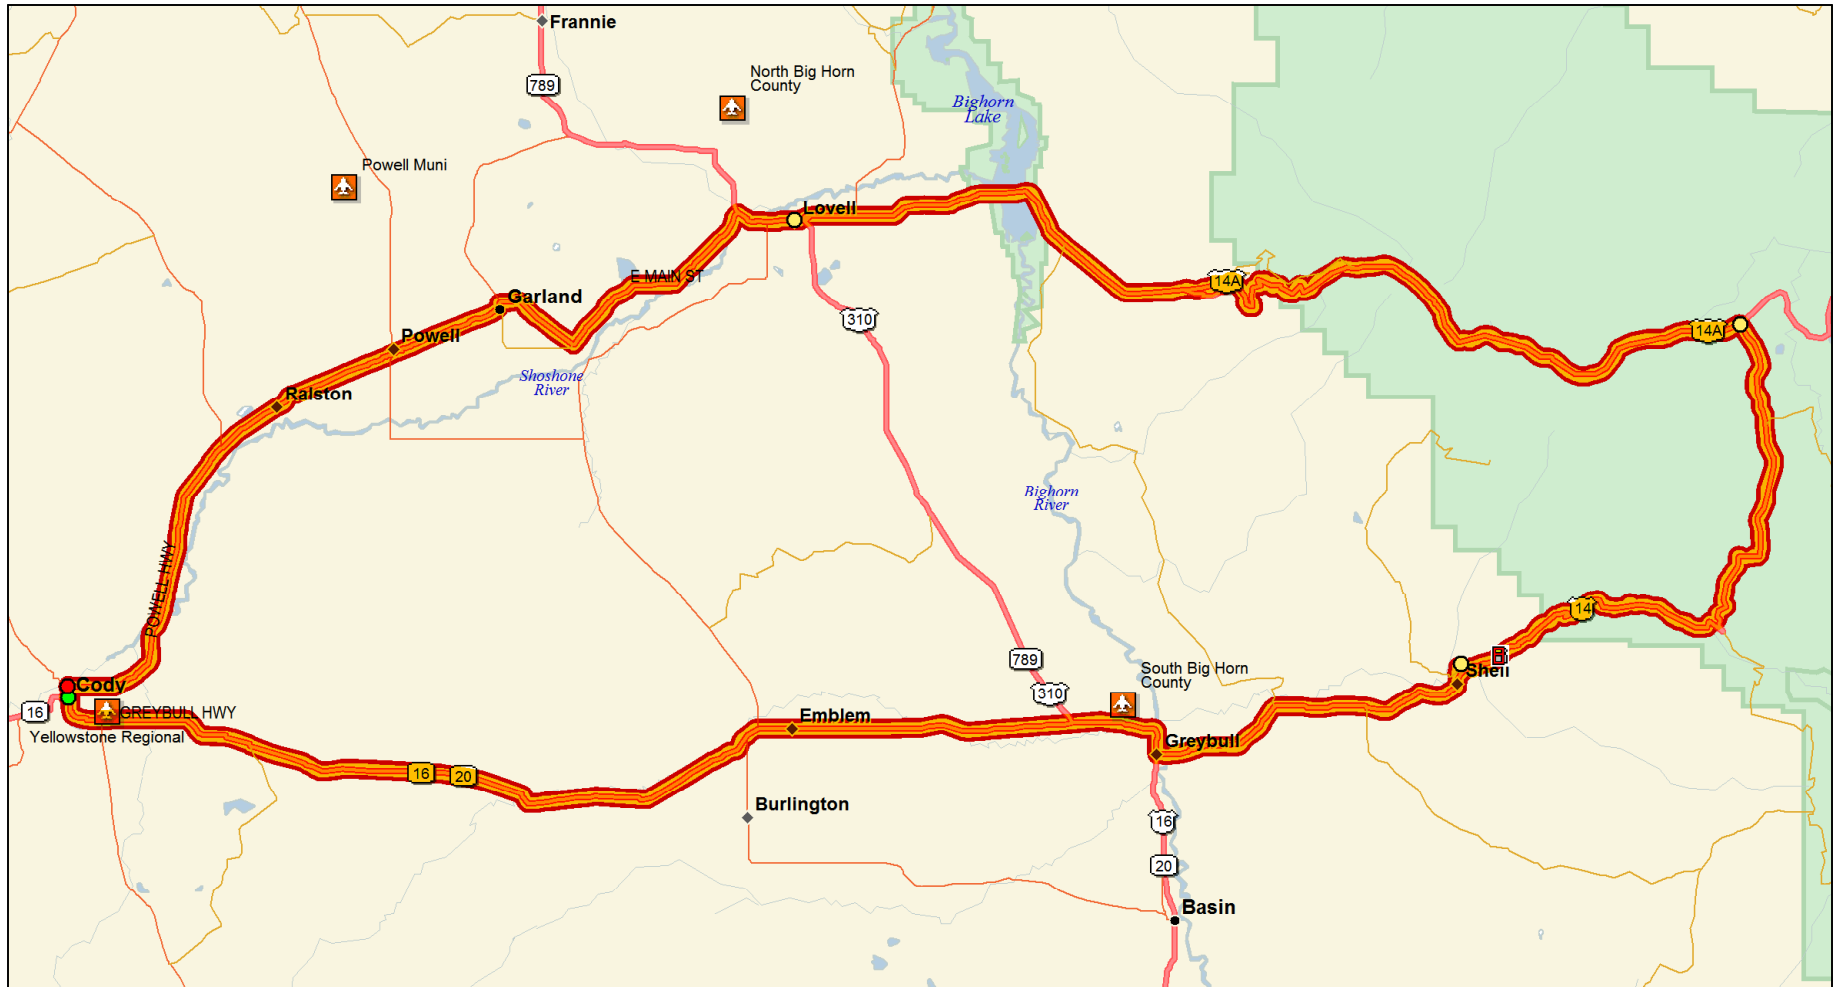 Frannie
789
North Big Horn
County
Bighorn
Lake
Powell Muni
Lovell
E MAIN ST
14A
Garland
310
14A
Powell
Shoshone
River
Ralston
Bighorn
River
POWELL HWY
14
789
South Big Horn
County
B
Shell
310
Cody
16
GREYBULL HWY
Yellowstone Regional
Emblem
Greybull
16
20
Burlington
16
20
Basin